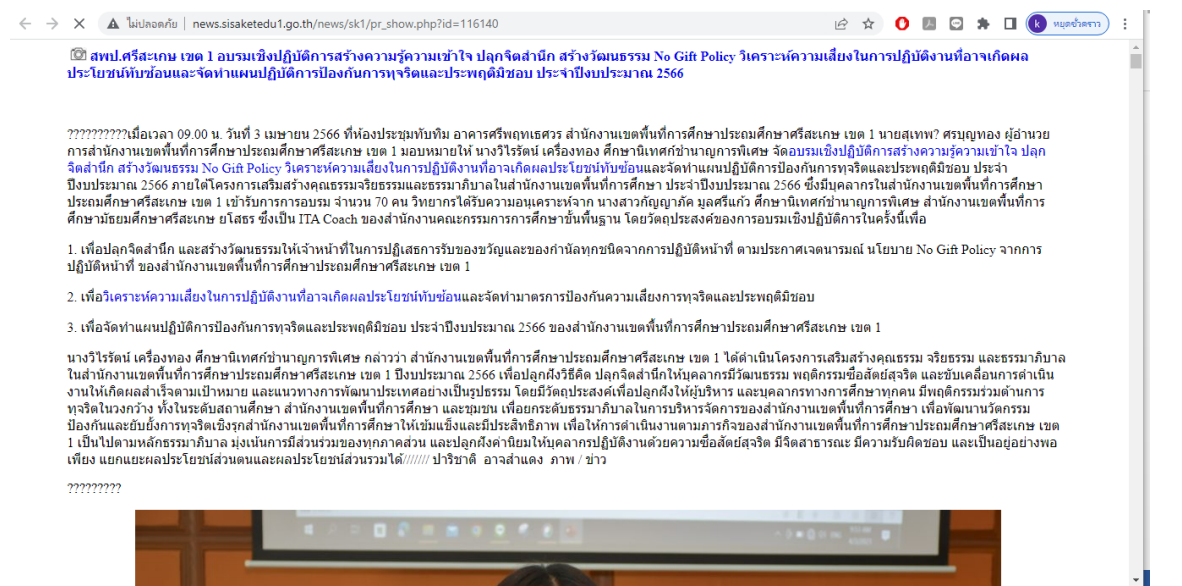 ไม่ปลอดภัย | news.sisaketedu1.go.th/news/sk1/pr_show.php?id=116140
k หยุดชั่วคราว
สพป.ศรีสะเกษ เขต 1 อบรมเชิงปฏิบัติการสร้างความรู้ความเข้าใจ ปลุกจิตสำนึก สร้างวัฒนธรรม No Gift Policy วิเคราะห์ความเสี่ยงในการปฏิบัติงานที่อาจเกิดผล
ประโยชน์ทับซ้อนและจัดทำแผนปฏิบัติการป้องกันการทุจริตและประพฤติมิชอบ ประจำปีงบประมาณ 2566
??????????เมื่อเวลา 09.00 น. วันที่ 3 เมษายน 2566 ที่ห้องประชุมทับทิม อาคารศรีพฤทเธศวร สำนักงานเขตพื้นที่การศึกษาประถมศึกษาศรีสะเกษ เขต 1 นายสุเทพ? ศรบุญทอง ผู้อำนวย
การสำนักงานเขตพื้นที่การศึกษาประถมศึกษาศรีสะเกษ เขต 1 มอบหมายให้ นางวิไรรัตน์ เครื่องทอง ศึกษานิเทศก์ชำนาญการพิเศษ จัดอบรมเชิงปฏิบัติการสร้างความรู้ความเข้าใจ ปลุก
จิตสำนึก สร้างวัฒนธรรม No Gift Policy วิเคราะห์ความเสี่ยงในการปฏิบัติงานที่อาจเกิดผลประโยชน์ทับซ้อนและจัดทำแผนปฏิบัติการป้องกันการทุจริตและประพฤติมิชอบ ประจำ
ปีงบประมาณ 2566 ภายใต้โครงการเสริมสร้างคุณธรรมจริยธรรมและธรรมาภิบาลในสำนักงานเขตพื้นที่การศึกษา ประจำปีงบประมาณ 2566 ซึ่งมีบุคลากรในสำนักงานเขตพื้นที่การศึกษา
ประถมศึกษาศรีสะเกษ เขต 1 เข้ารับการการอบรม จำนวน 70 คน วิทยากรได้รับความอนุเคราะห์จาก นางสาวกัญญาภัค มูลศรีแก้ว ศึกษานิเทศก์ชำนาญการพิเศษ สำนักงานเขตพื้นที่การ
ศึกษามัธยมศึกษาศรีสะเกษ ยโสธร ซึ่งเป็น ITA Coach ของสำนักงานคณะกรรมการการศึกษาขั้นพื้นฐาน โดยวัตถุประสงค์ของการอบรมเชิงปฏิบัติการในครั้งนี้เพื่อ
1. เพื่อปลุกจิตสำนึก และสร้างวัฒนธรรมให้เจ้าหน้าที่ในการปฏิเสธการรับของขวัญและของกำนัลทุกชนิดจากการปฏิบัติหน้าที่ ตามประกาศเจตนารมณ์ นโยบาย No Gift Policy จากการ
ปฏิบัติหน้าที่ ของสำนักงานเขตพื้นที่การศึกษาประถมศึกษาศรีสะเกษ เขต 1
2. เพื่อวิเคราะห์ความเสี่ยงในการปฏิบัติงานที่อาจเกิดผลประโยชน์ทับซ้อนและจัดทำมาตรการป้องกันความเสี่ยงการทุจริตและประพฤติมิชอบ
3. เพื่อจัดทำแผนปฏิบัติการป้องกันการทุจริตและประพฤติมิชอบ ประจำปีงบประมาณ 2566 ของสำนักงานเขตพื้นที่การศึกษาประถมศึกษาศรีสะเกษ เขต 1
นางวิไรรัตน์ เครื่องทอง ศึกษานิเทศก์ชำนาญการพิเศษ กล่าวว่า สำนักงานเขตพื้นที่การศึกษาประถมศึกษาศรีสะเกษ เขต 1 ได้ดำเนินโครงการเสริมสร้างคุณธรรม จริยธรรม และธรรมาภิบาล
ในสำนักงานเขตพื้นที่การศึกษาประถมศึกษาศรีสะเกษ เขต 1 ปีงบประมาณ 2566 เพื่อปลูกฝังวิธีคิด ปลุกจิตสำนึกให้บุคลากรมีวัฒนธรรม พฤติกรรมซื่อสัตย์สุจริต และขับเคลื่อนการดำเนิน
งานให้เกิดผลสำเร็จตามเป้าหมาย และแนวทางการพัฒนาประเทศอย่างเป็นรูปธรรม โดยมีวัตถุประสงค์เพื่อปลูกฝังให้ผู้บริหาร และบุคลากรทางการศึกษาทุกคน มีพฤติกรรมร่วมต้านการ
ทุจริตในวงกว้าง ทั้งในระดับสถานศึกษา สำนักงานเขตพื้นที่การศึกษา และชุมชน เพื่อยกระดับธรรมาภิบาลในการบริหารจัดการของสำนักงานเขตพื้นที่การศึกษา เพื่อพัฒนานวัตกรรม
ป้องกันและยับยั้งการทุจริตเชิงรุกสำนักงานเขตพื้นที่การศึกษาให้เข้มแข็งและมีประสิทธิภาพ เพื่อให้การดำเนินงานตามภารกิจของสำนักงานเขตพื้นที่การศึกษาประถมศึกษาศรีสะเกษ เขต
1 เป็นไปตามหลักธรรมาภิบาล มุ่งเน้นการมีส่วนร่วมของทุกภาคส่วน และปลูกฝังค่านิยมให้บุคลากรปฏิบัติงานด้วยความซื่อสัตย์สุจริต มีจิตสาธารณะ มีความรับผิดชอบ และเป็นอยู่อย่างพอ
เพียง แยกแยะผลประโยชน์ส่วนตนและผลประโยชน์ส่วนรวมได้/////// ปาริชาติ อาจสำแดง ภาพ / ข่าว
?????????